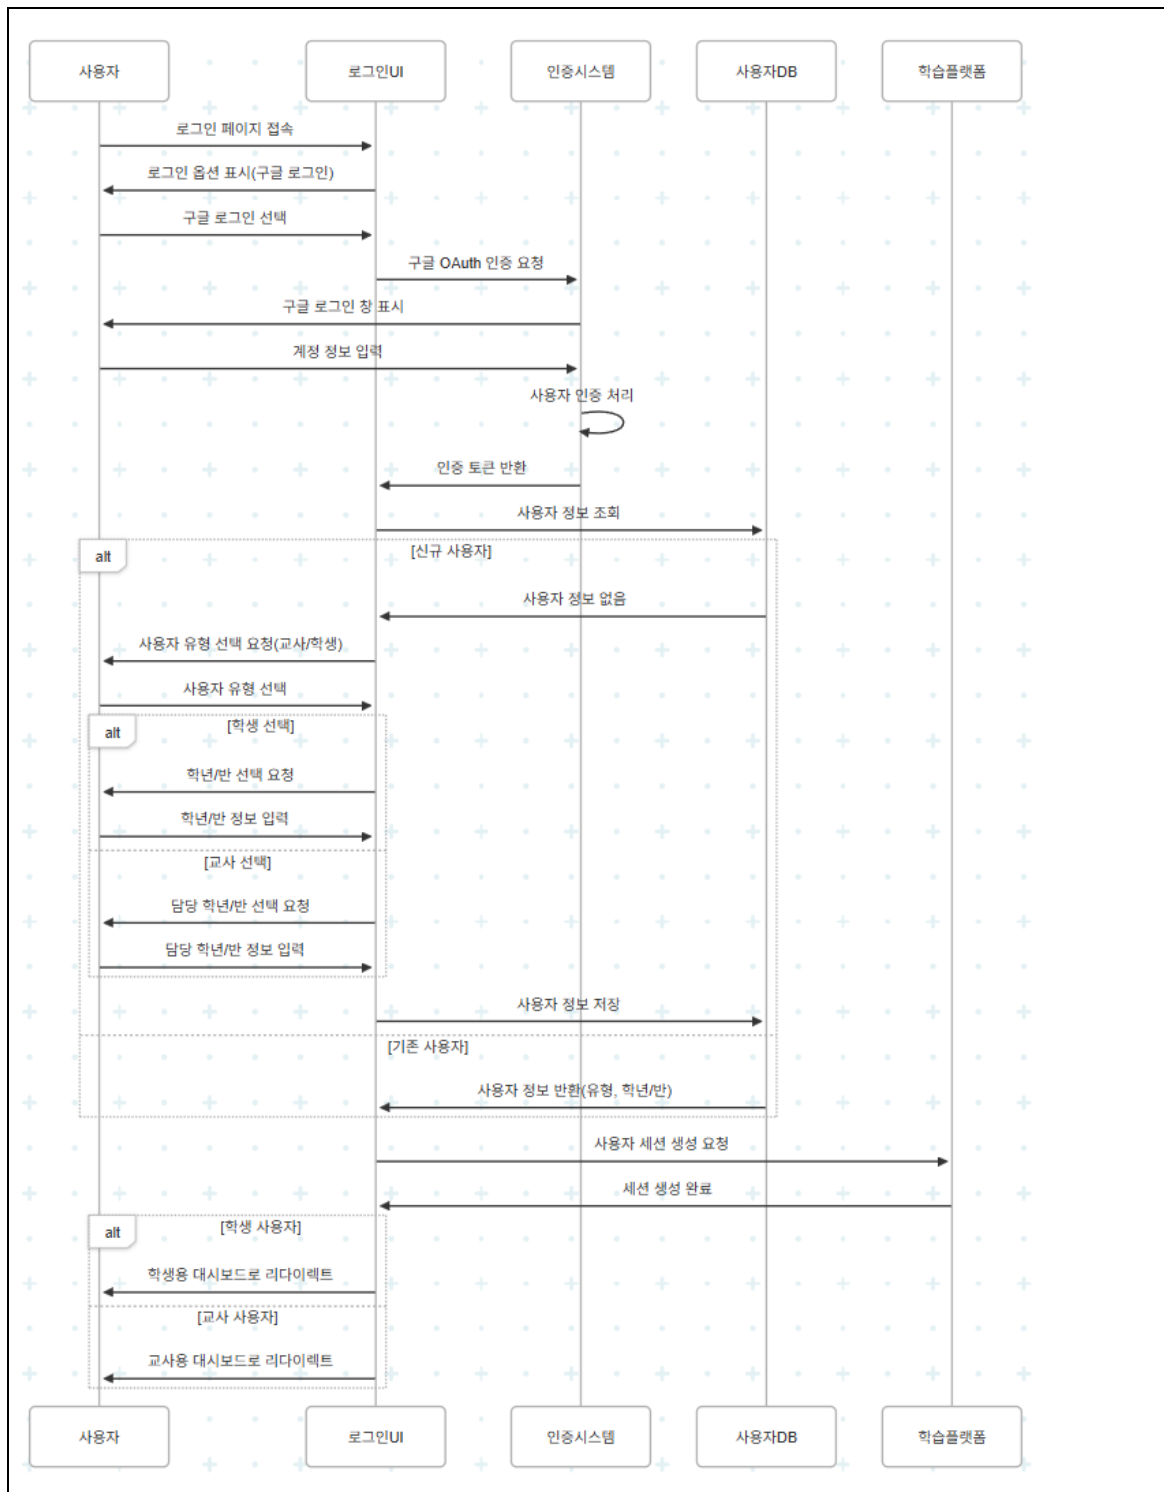 사용자
로그인UI
인증시스템
사용자DB
학습플랫폼
로그인 페이지 접속
로그인 옵션 표시(구글 로그인)
구글 로그인 선택
구글 OAuth 인증 요청
구글 로그인 창 표시
계정 정보 입력
사용자 인증 처리
인증 토큰 반환
사용자 정보 조회
alt
[신규 사용자]
사용자 정보 없음
사용자 유형 선택 요청(교사/학생)
사용자 유형 선택
alt
[학생 선택]
학년/반 선택 요청
학년/반 정보 입력
[교사 선택]
담당 학년/반 선택 요청
담당 학년/반 정보 입력
사용자 정보 저장
[기존 사용자]
사용자 정보 반환(유형, 학년/반)
사용자 세션 생성 요청
세션 생성 완료
alt
[학생 사용자]
학생용 대시보드로 리다이렉트
[교사 사용자]
교사용 대시보드로 리다이렉트
사용자
로그인UI
인증시스템
사용자DB
학습플랫폼